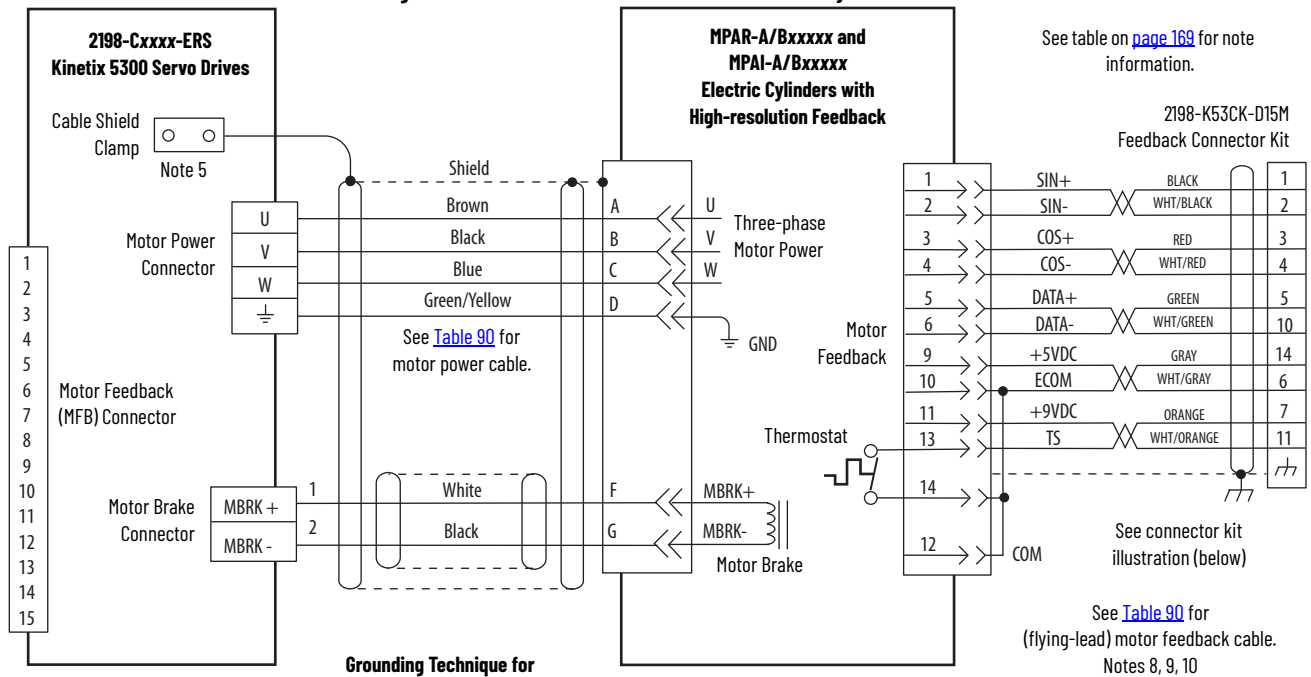 2198-Cxxxx-ERS
Kinetix 5300 Servo Drives
Cable Shield
Clamp
Note 5
Motor Power
Connector
U
V
W
1
2
3
4
5
6
7
8
9
10
11
12
13
14
15
Motor Feedback
(MFB) Connector
Motor Brake
Connector
MBRK +
MBRK -
1
2
Shield
Brown
Black
Blue
Green/Yellow
See Table 90 for
motor power cable.
White
Black
Grounding Technique for
MPAR-A/Bxxxxx and
MPAI-A/Bxxxxx
Electric Cylinders with
High-resolution Feedback
A
B
C
D
F
G
U
V
W
Three-phase
Motor Power
GND
MBRK+
MBRK-
Motor Brake
Motor
Feedback
Thermostat
1
2
3
4
5
6
9
10
11
13
14
12
COM
See table on page 169 for note
information.
2198-K53CK-D15M
Feedback Connector Kit
SIN+ BLACK 1
SIN- WHT/BLACK 2
COS+ RED 3
COS- WHT/RED 4
DATA+ GREEN 5
DATA- WHT/GREEN 10
+5VDC GRAY 14
ECOM WHT/GRAY 6
+9VDC ORANGE 7
TS WHT/ORANGE 11
See connector kit
illustration (below)
See Table 90 for
(flying-lead) motor feedback cable.
Notes 8, 9, 10